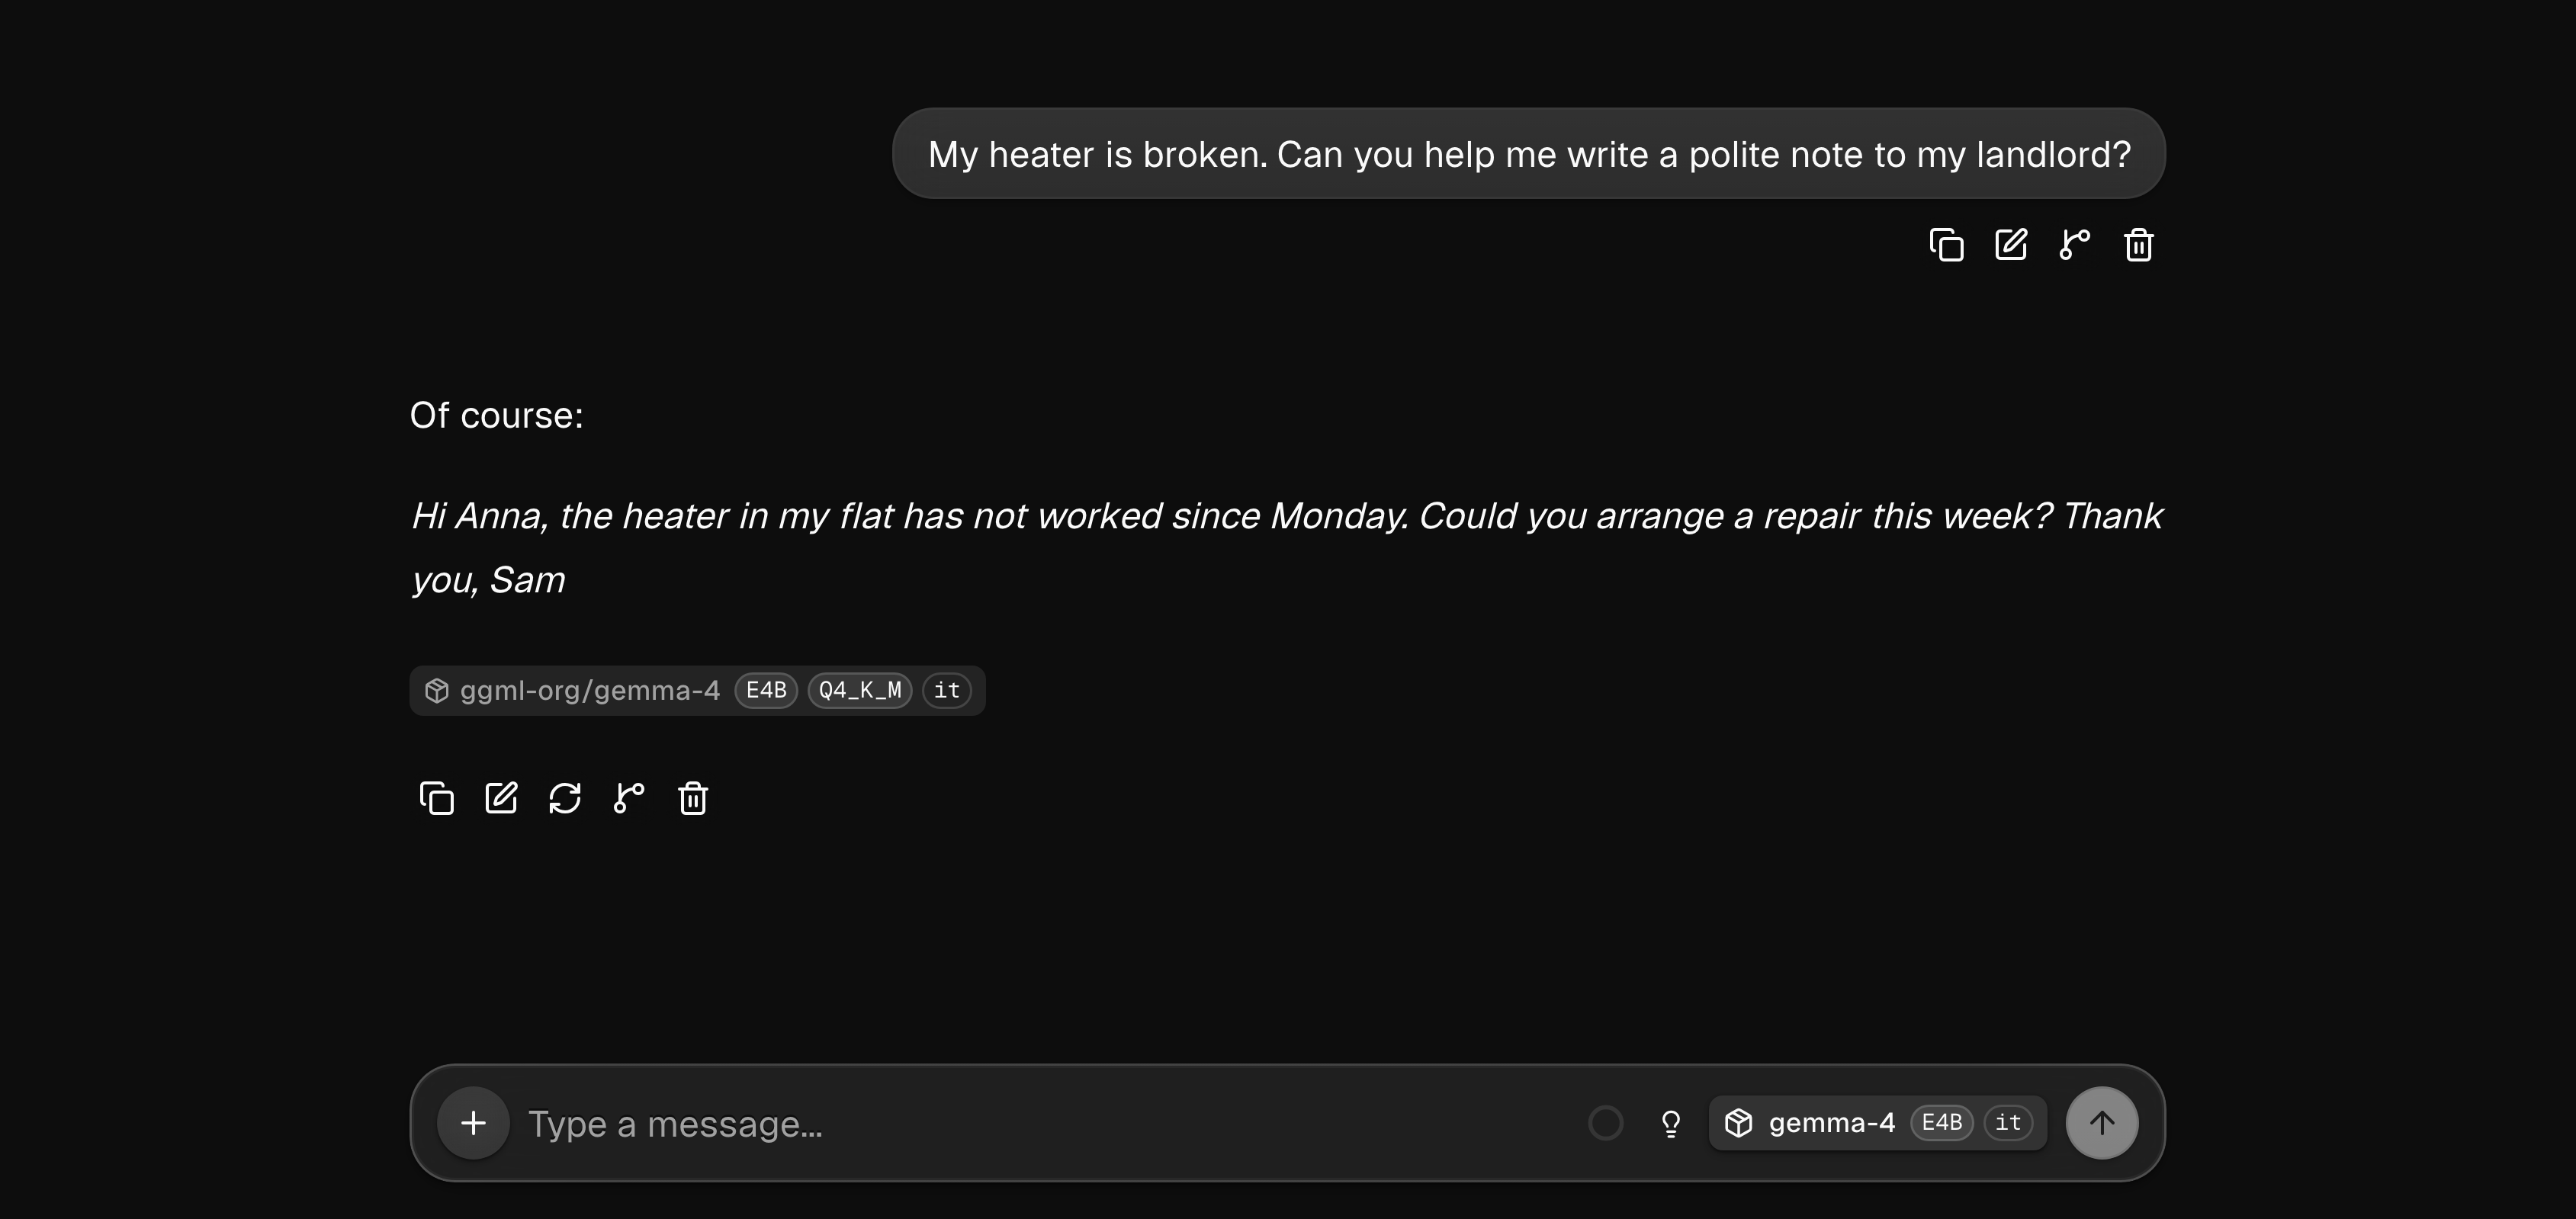 My heater is broken. Can you help me write a polite note to my landlord?
Of course:
Hi Anna, the heater in my flat has not worked since Monday. Could you arrange a repair this week? Thank
you, Sam
ggml-org/gemma-4 E4B Q4_K_M it
Type a message... gemma-4 E4B it